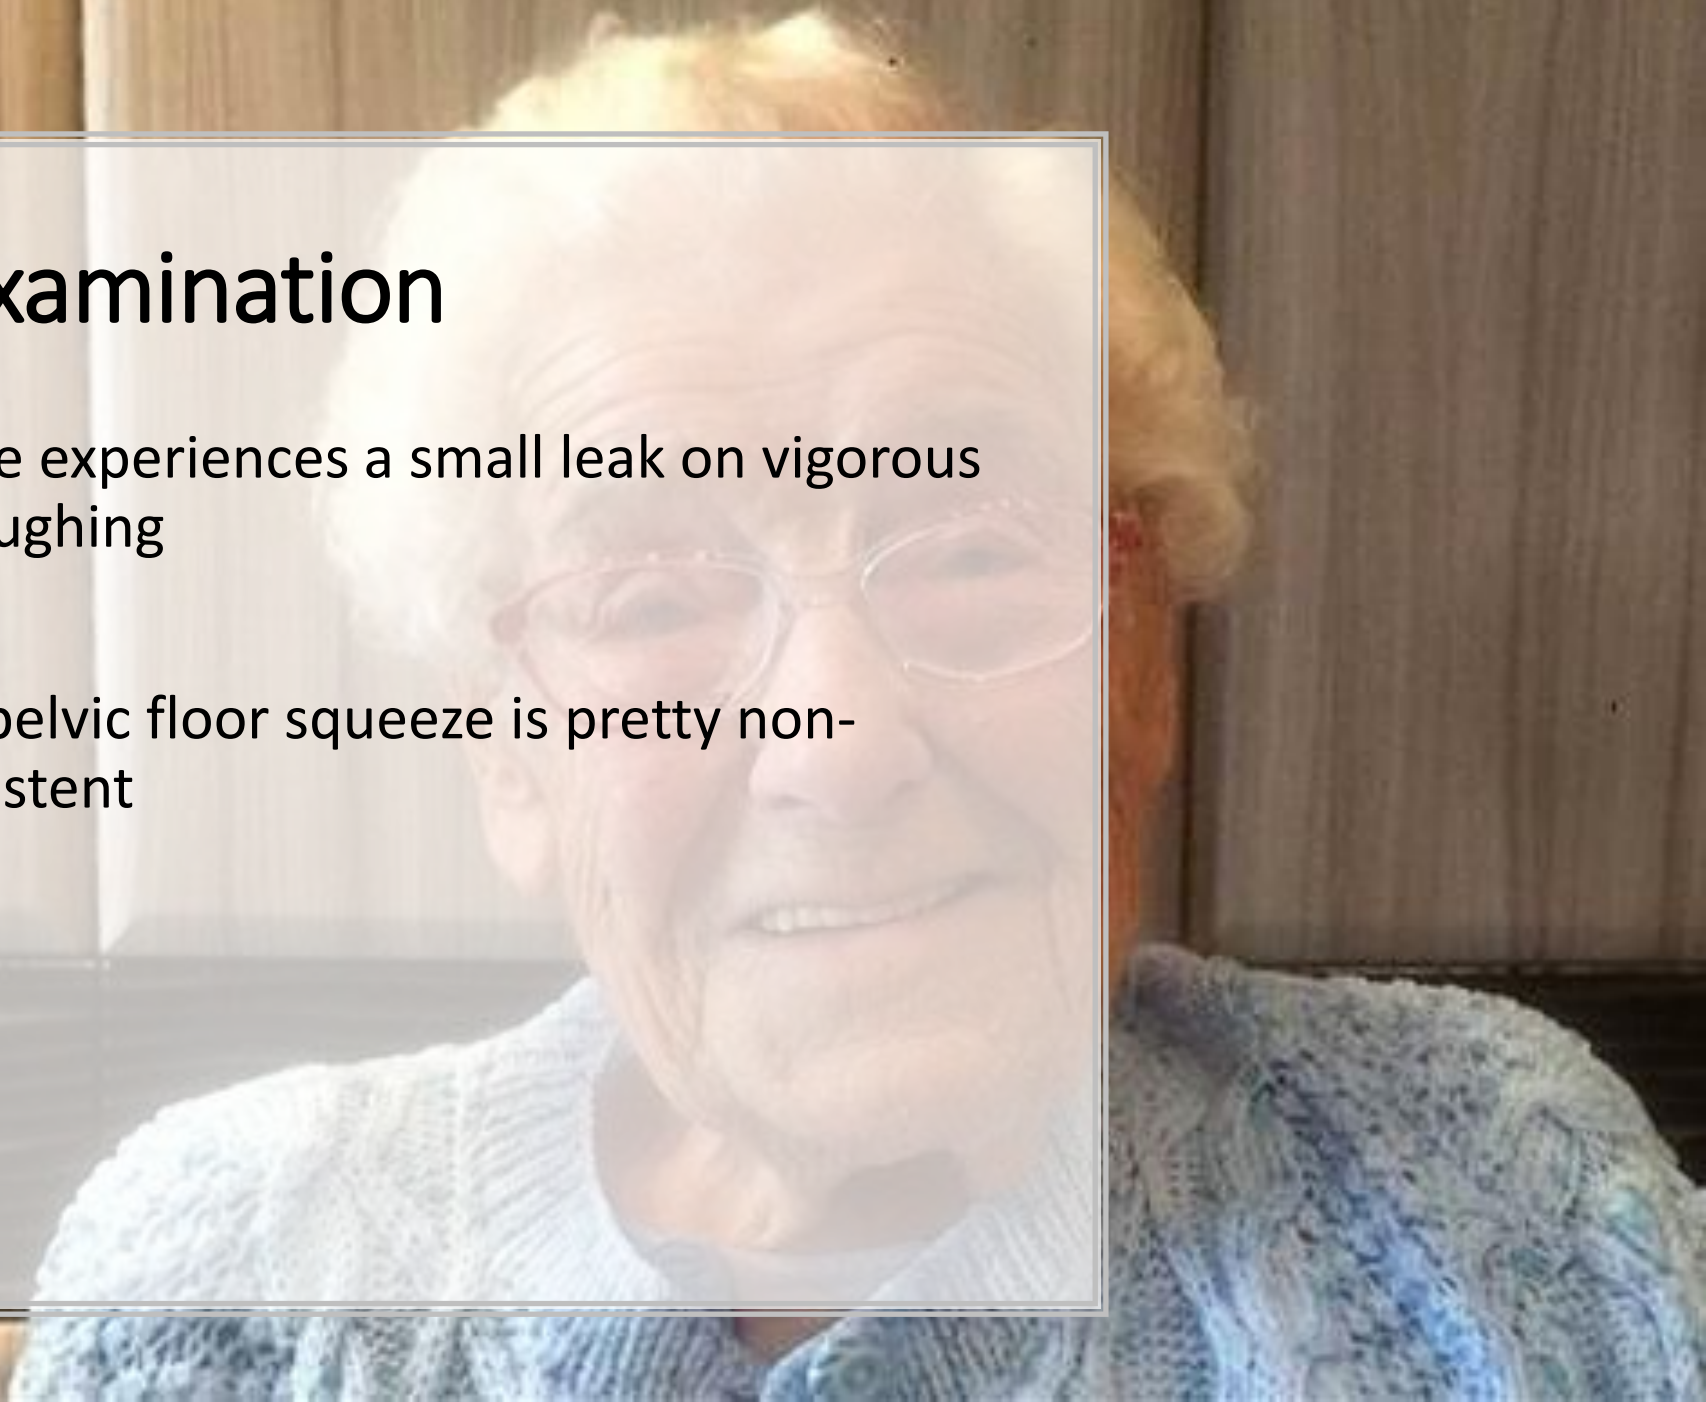 xamination
e experiences a small leak on vigorous
ughing
pelvic floor squeeze is pretty non-
stent